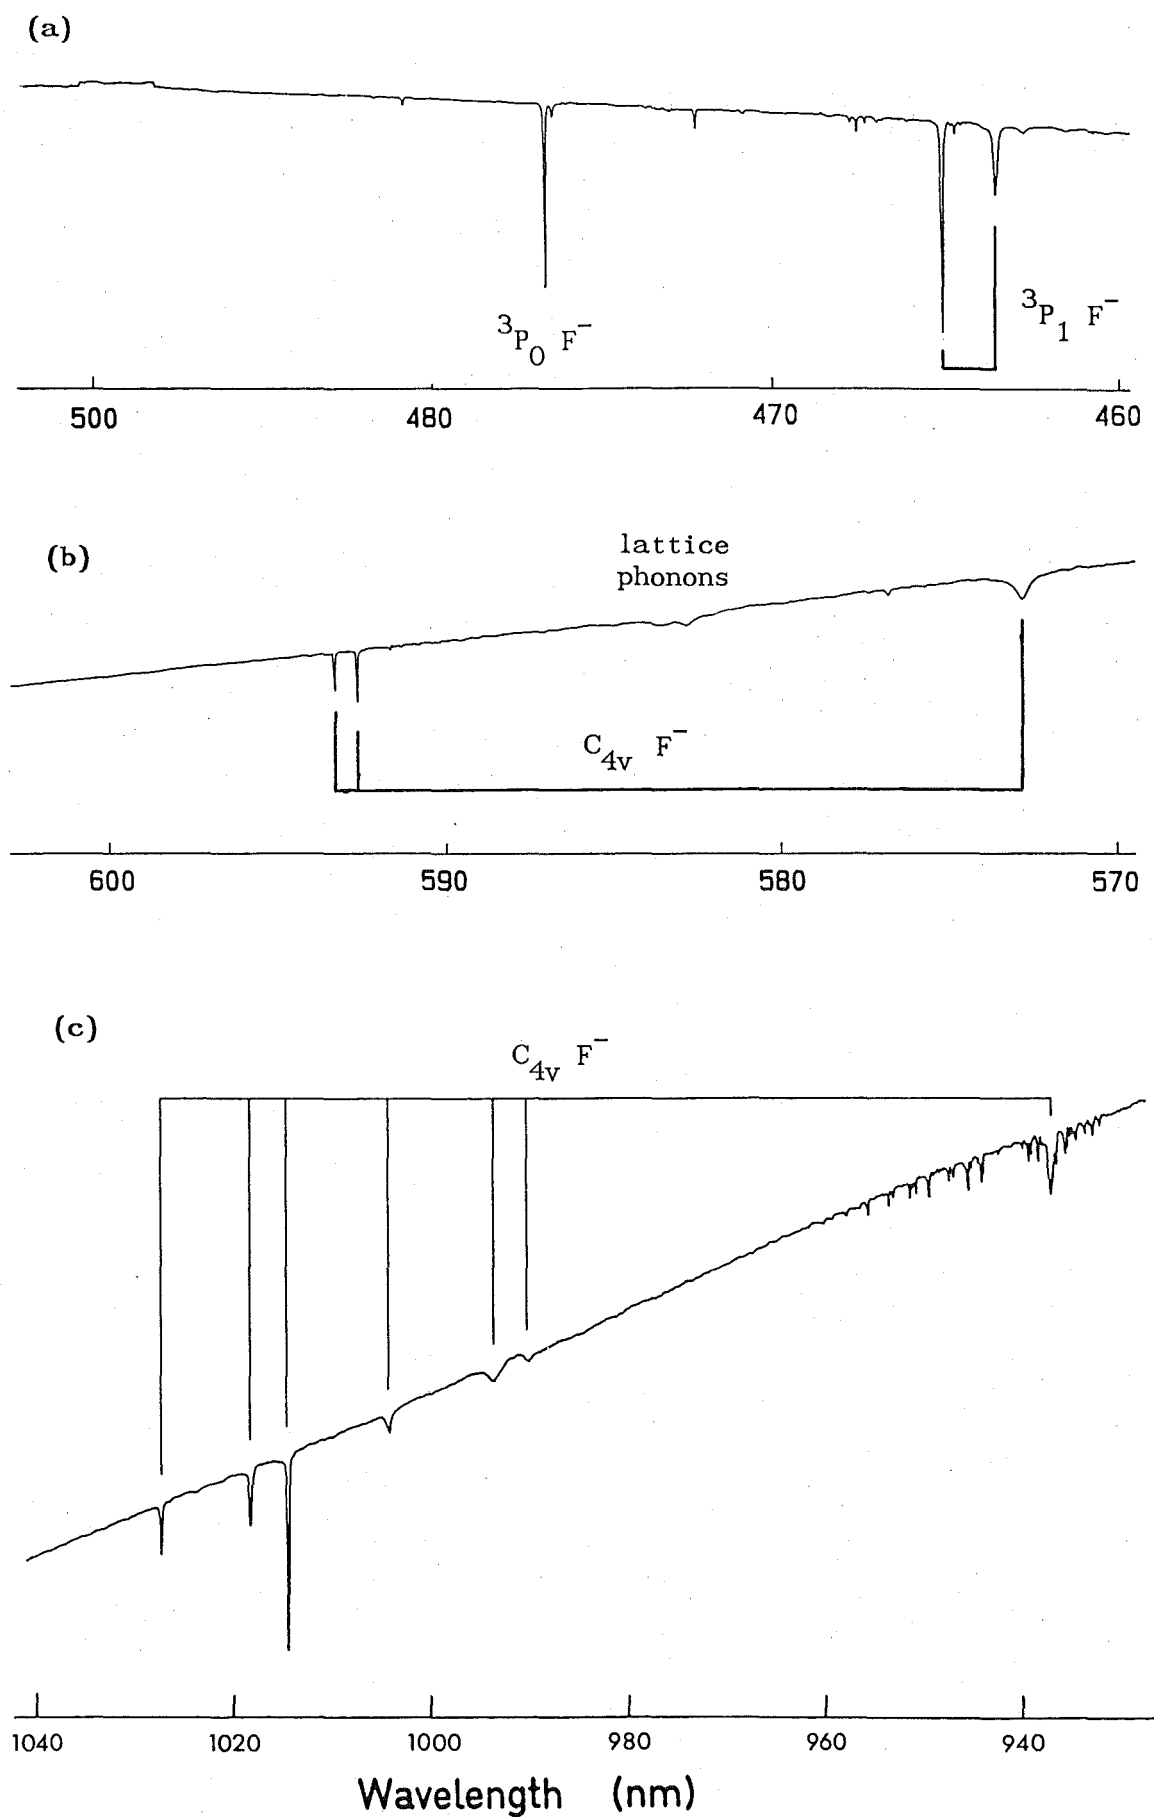 (a)
3P0 F-
3P1 F-
500 480 470 460
(b)
lattice
phonons
C4v F-
600 590 580 570
(c)
C4v F-
1040 1020 1000 980 960 940
Wavelength (nm)